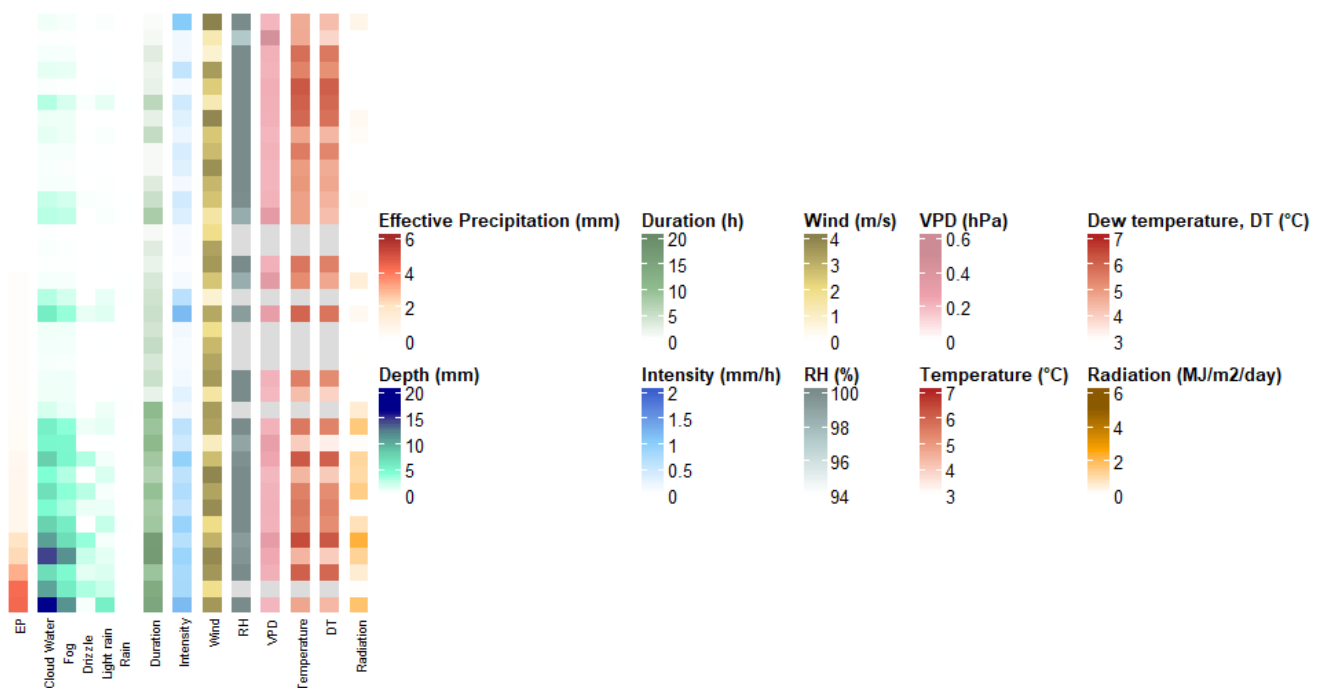 Effective Precipitation (mm)
6
4
2
0
Duration (h)
20
15
10
5
0
Wind (m/s)
4
3
2
1
0
VPD (hPa)
0.6
0.4
0.2
0
Dew temperature, DT (°C)
7
6
5
4
3
Depth (mm)
20
15
10
5
0
Intensity (mm/h)
2
1.5
1
0.5
0
RH (%)
100
98
96
94
Temperature (°C)
7
6
5
4
3
Radiation (MJ/m2/day)
6
4
2
0
EP
Cloud Water
Fog
Drizzle
Light rain
Rain
Duration
Intensity
Wind
RH
VPD
Temperature
DT
Radiation